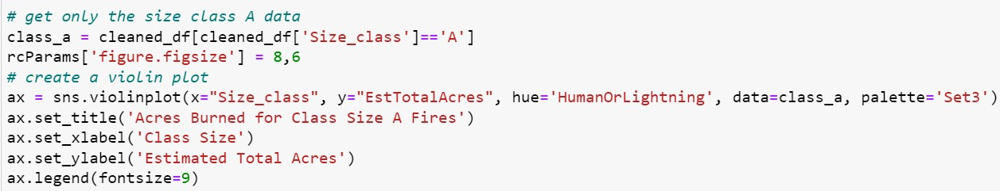 # get only the size class A data
class_a = cleaned_df[cleaned_df['Size_class']=='A']
rcParams['figure.figsize'] = 8,6
# create a violin plot
ax = sns.violinplot(x="Size_class", y="EstTotalAcres", hue='HumanOrLightning', data=class_a, palette='Set3')
ax.set_title('Acres Burned for Class Size A Fires')
ax.set_xlabel('Class Size')
ax.set_ylabel('Estimated Total Acres')
ax.legend(fontsize=9)